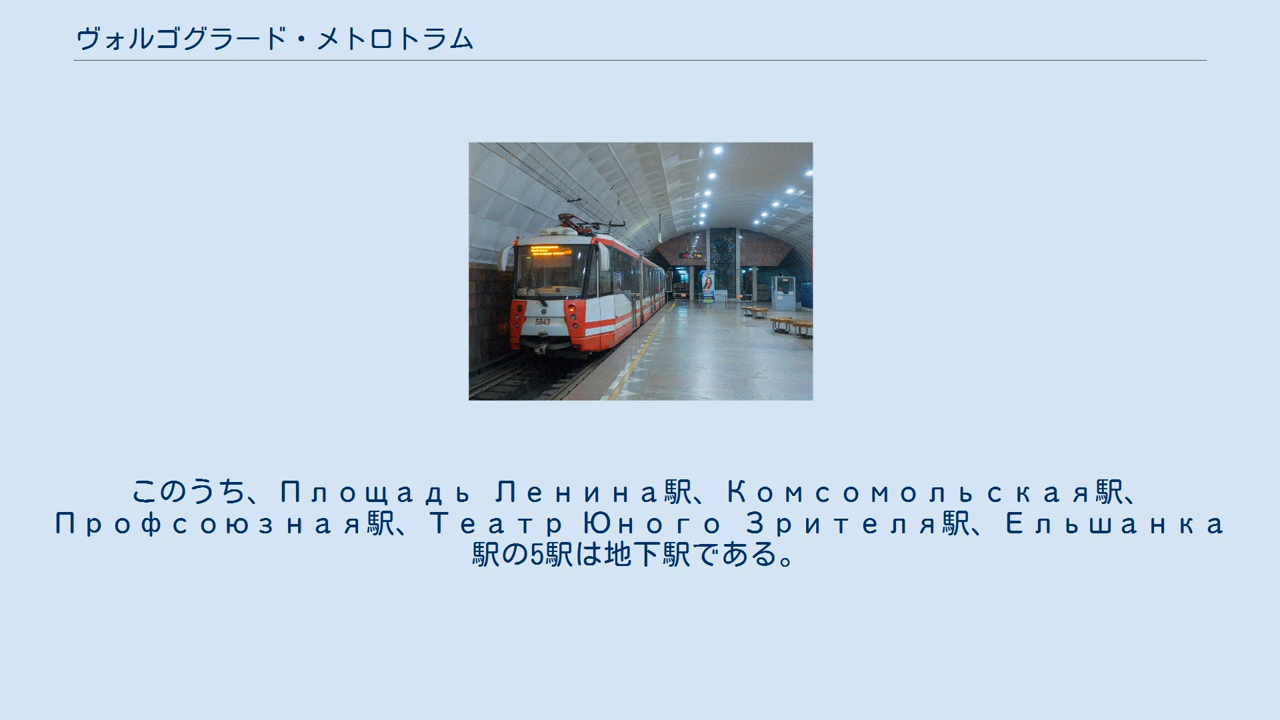 ヴォルゴグラード・メトロトラム
5843
このうち、Площадь Ленина駅、Комсомольская駅、
Профсоюзная駅、Театр Юного Зрителя駅、Ельшанка
駅の5駅は地下駅である。